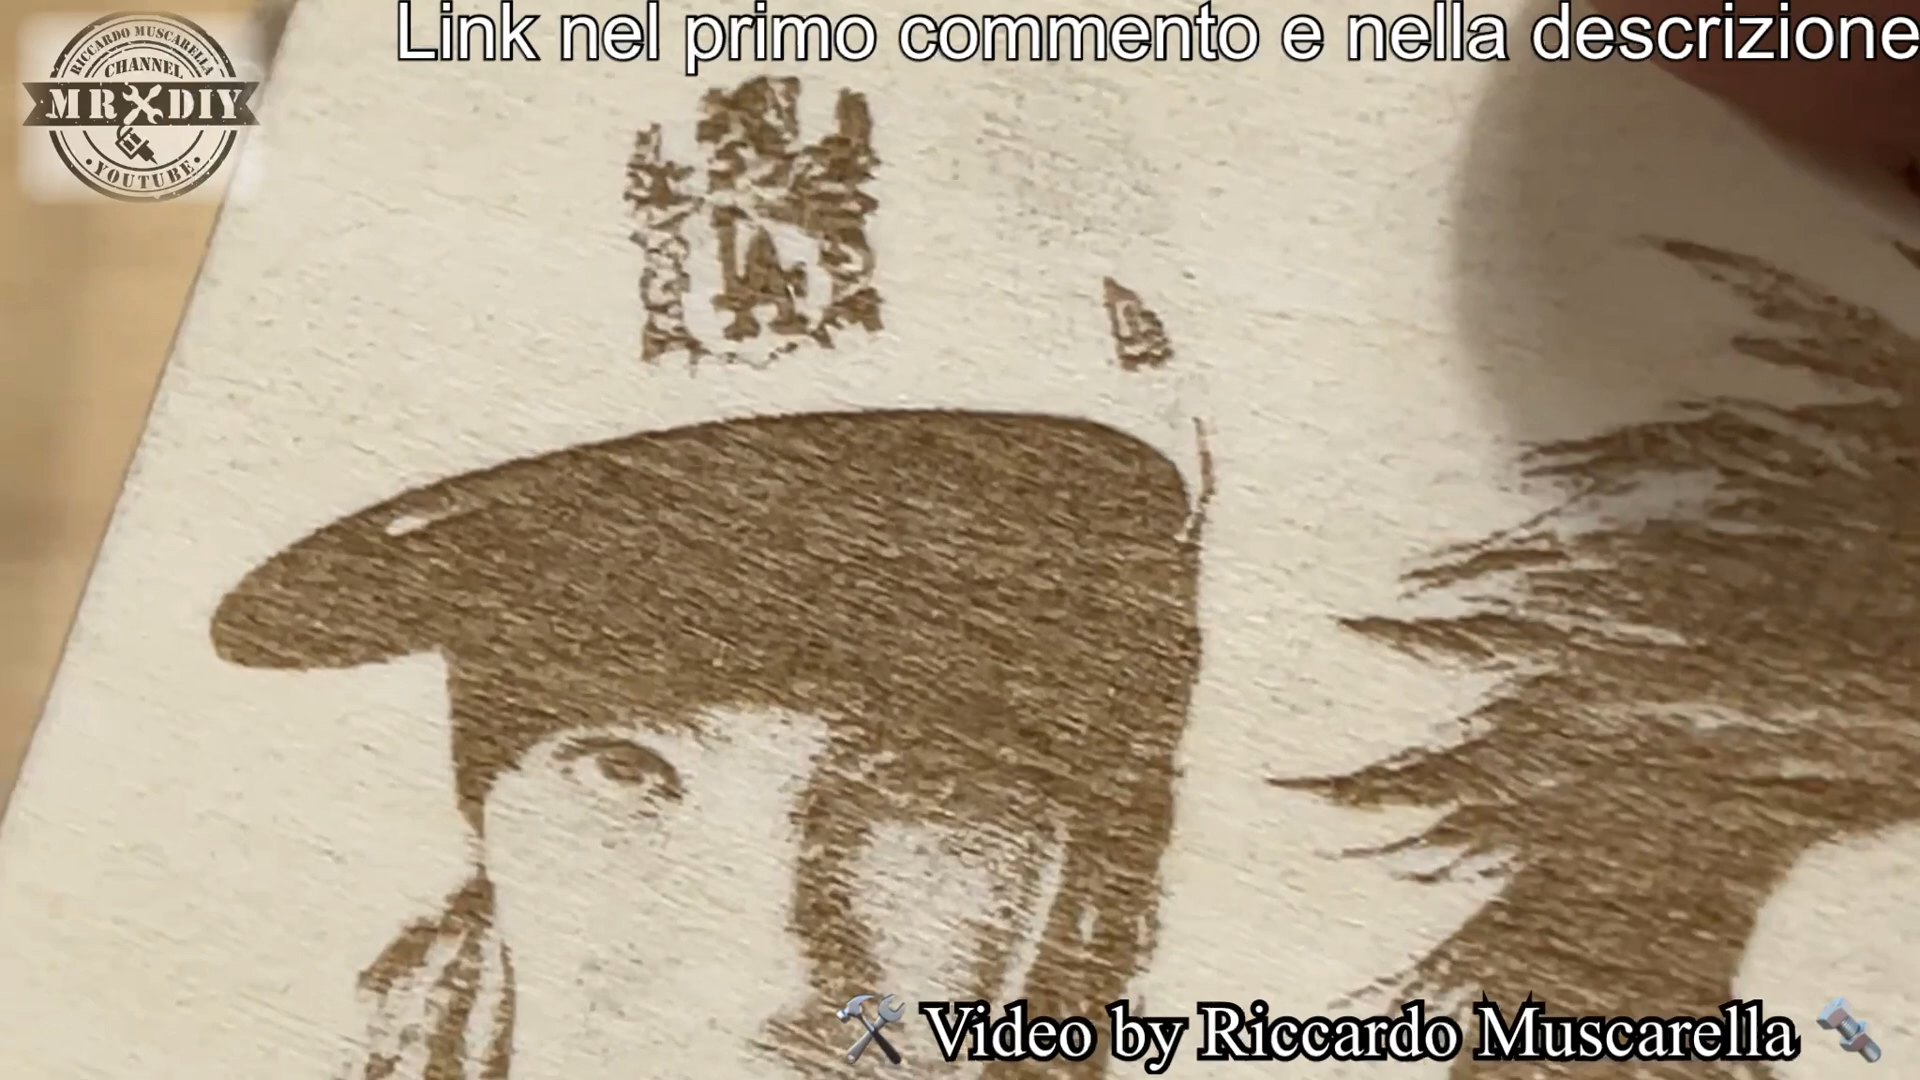 Link nel primo commento e nella descrizione
RICCARDO MUSCARELLA
CHANNEL
MR DIY
YOUTUBE
Video by Riccardo Muscarella